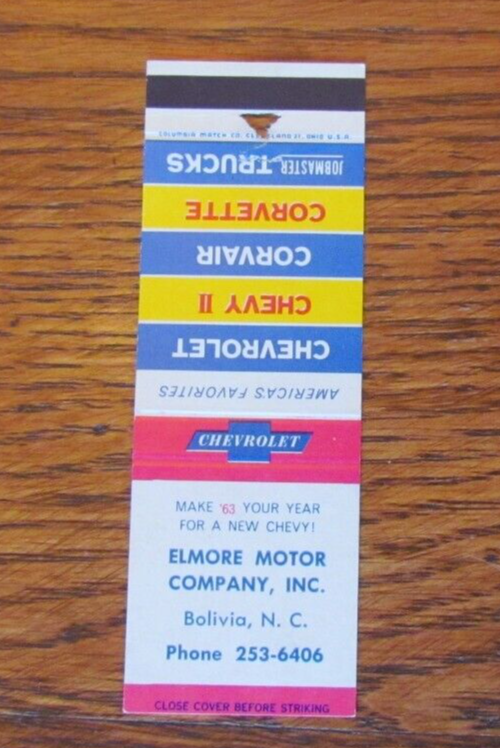 COLUMBIA MATCH CO. CLEVELAND 21, OHIO U.S.A.
JOBMASTER TRUCKS
CORVETTE
CORVAIR
CHEVY II
CHEVROLET
AMERICA'S FAVORITES
CHEVROLET
MAKE '63 YOUR YEAR
FOR A NEW CHEVY!
ELMORE MOTOR
COMPANY, INC.
Bolivia, N. C.
Phone 253-6406
CLOSE COVER BEFORE STRIKING